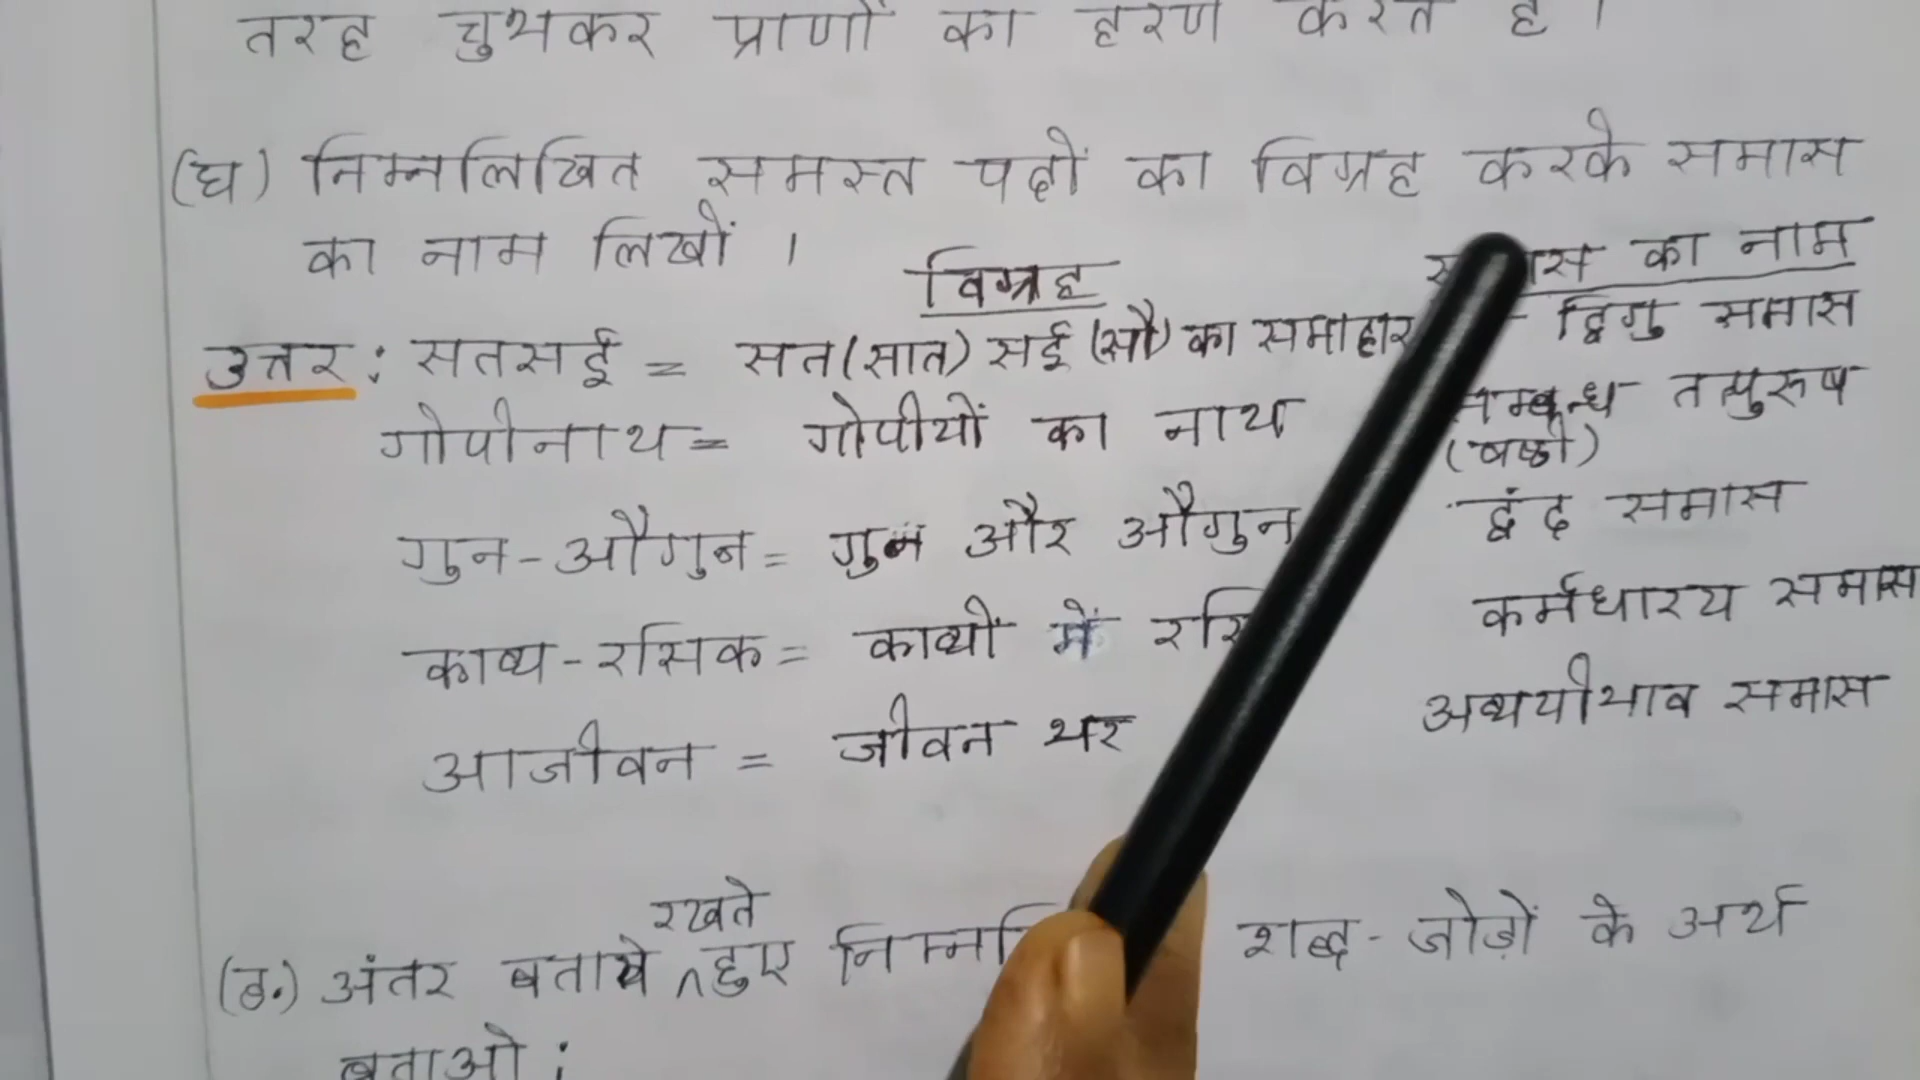 तरह चुभकर प्राणों का हरण करते हैं ।
(घ) निम्नलिखित समस्त पदों का विग्रह करके समास
का नाम लिखों ।
विग्रह का नाम
उत्तर : सतसई = सत (सात) सई (सौ) का समाहार - द्विगु समास
गोपीनाथ = गोपीयों का नाथ सम्बन्ध तत्पुरुष
(षष्ठी)
गुन-औगुन = गुन और औगुन द्वंद समास
काव्य-रसिक = काव्यों में कर्मधारय समास
आजीवन = जीवन भर अव्ययीभाव समास
रखते
(ङ.) अंतर बताये ^ हुए शब्द-जोड़ों के अर्थ
बताओ :